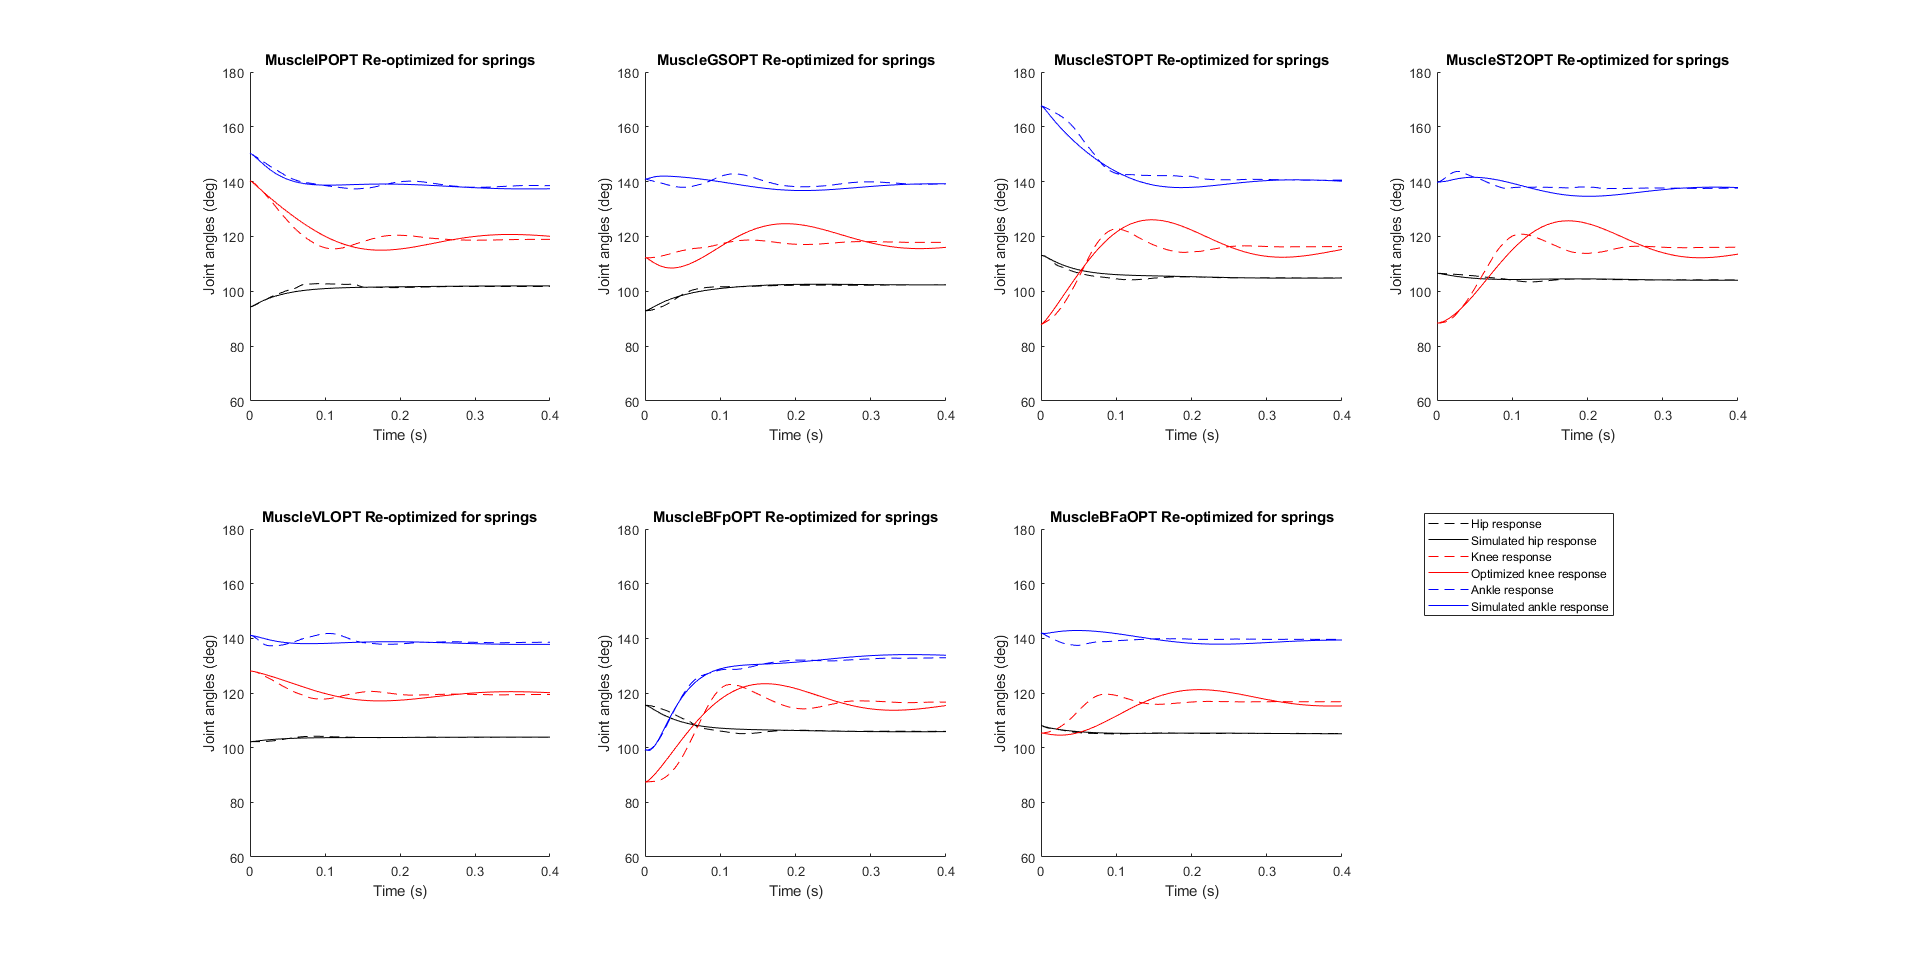 MuscleIPOPT Re-optimized for springs
180
160
140
120
100
80
60
Joint angles (deg)
0 0.1 0.2 0.3 0.4
Time (s)
MuscleGSOPT Re-optimized for springs
180
160
140
120
100
80
60
Joint angles (deg)
0 0.1 0.2 0.3 0.4
Time (s)
MuscleSTOPT Re-optimized for springs
180
160
140
120
100
80
60
Joint angles (deg)
0 0.1 0.2 0.3 0.4
Time (s)
MuscleST2OPT Re-optimized for springs
180
160
140
120
100
80
60
Joint angles (deg)
0 0.1 0.2 0.3 0.4
Time (s)
MuscleVLOPT Re-optimized for springs
180
160
140
120
100
80
60
Joint angles (deg)
0 0.1 0.2 0.3 0.4
Time (s)
MuscleBFpOPT Re-optimized for springs
180
160
140
120
100
80
60
Joint angles (deg)
0 0.1 0.2 0.3 0.4
Time (s)
MuscleBFaOPT Re-optimized for springs
180
160
140
120
100
80
60
Joint angles (deg)
0 0.1 0.2 0.3 0.4
Time (s)
Hip response
Simulated hip response
Knee response
Optimized knee response
Ankle response
Simulated ankle response